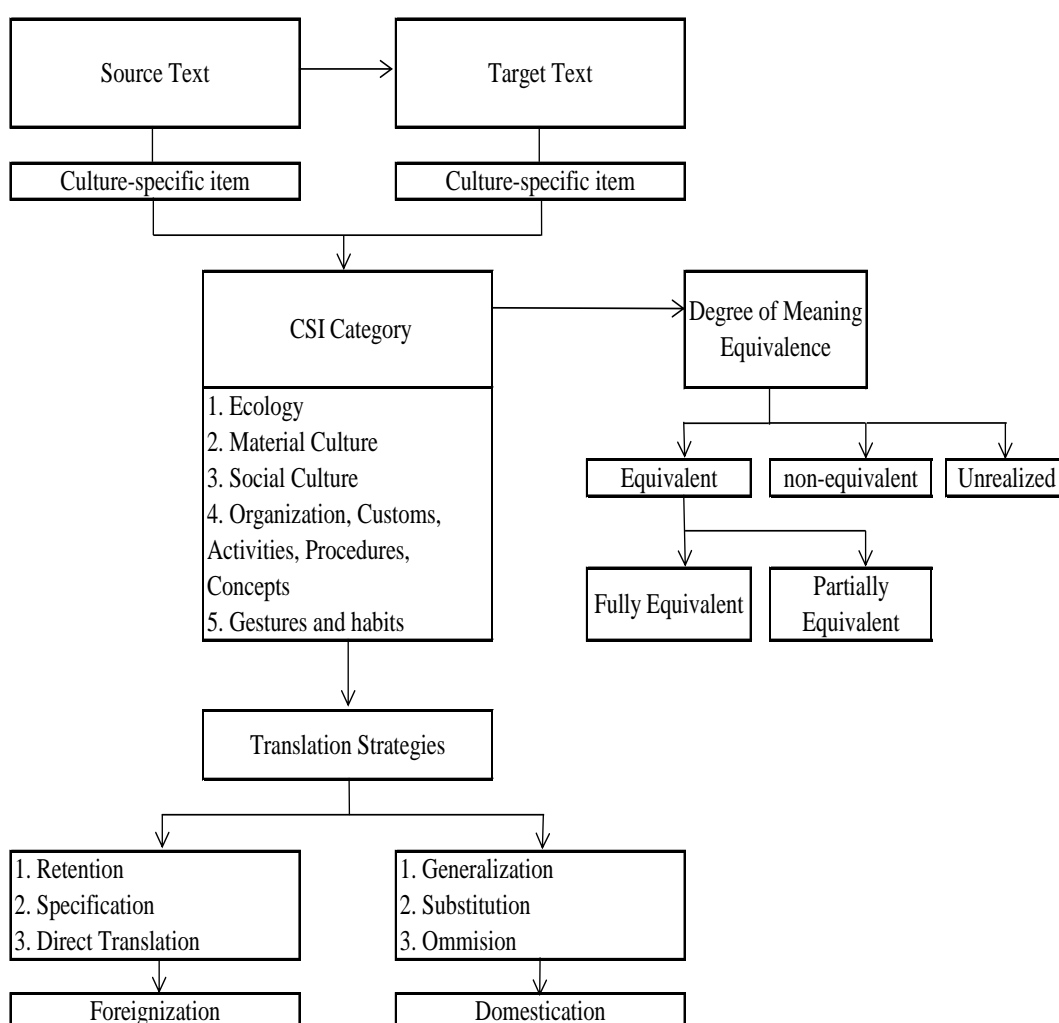 Source Text
Target Text
Culture-specific item
Culture-specific item
CSI Category
Degree of Meaning
Equivalence
1. Ecology
2. Material Culture
3. Social Culture
4. Organization, Customs,
Activities, Procedures,
Concepts
5. Gestures and habits
Equivalent
non-equivalent
Unrealized
Fully Equivalent
Partially
Equivalent
Translation Strategies
1. Retention
2. Specification
3. Direct Translation
1. Generalization
2. Substitution
3. Ommision
Foreignization
Domestication